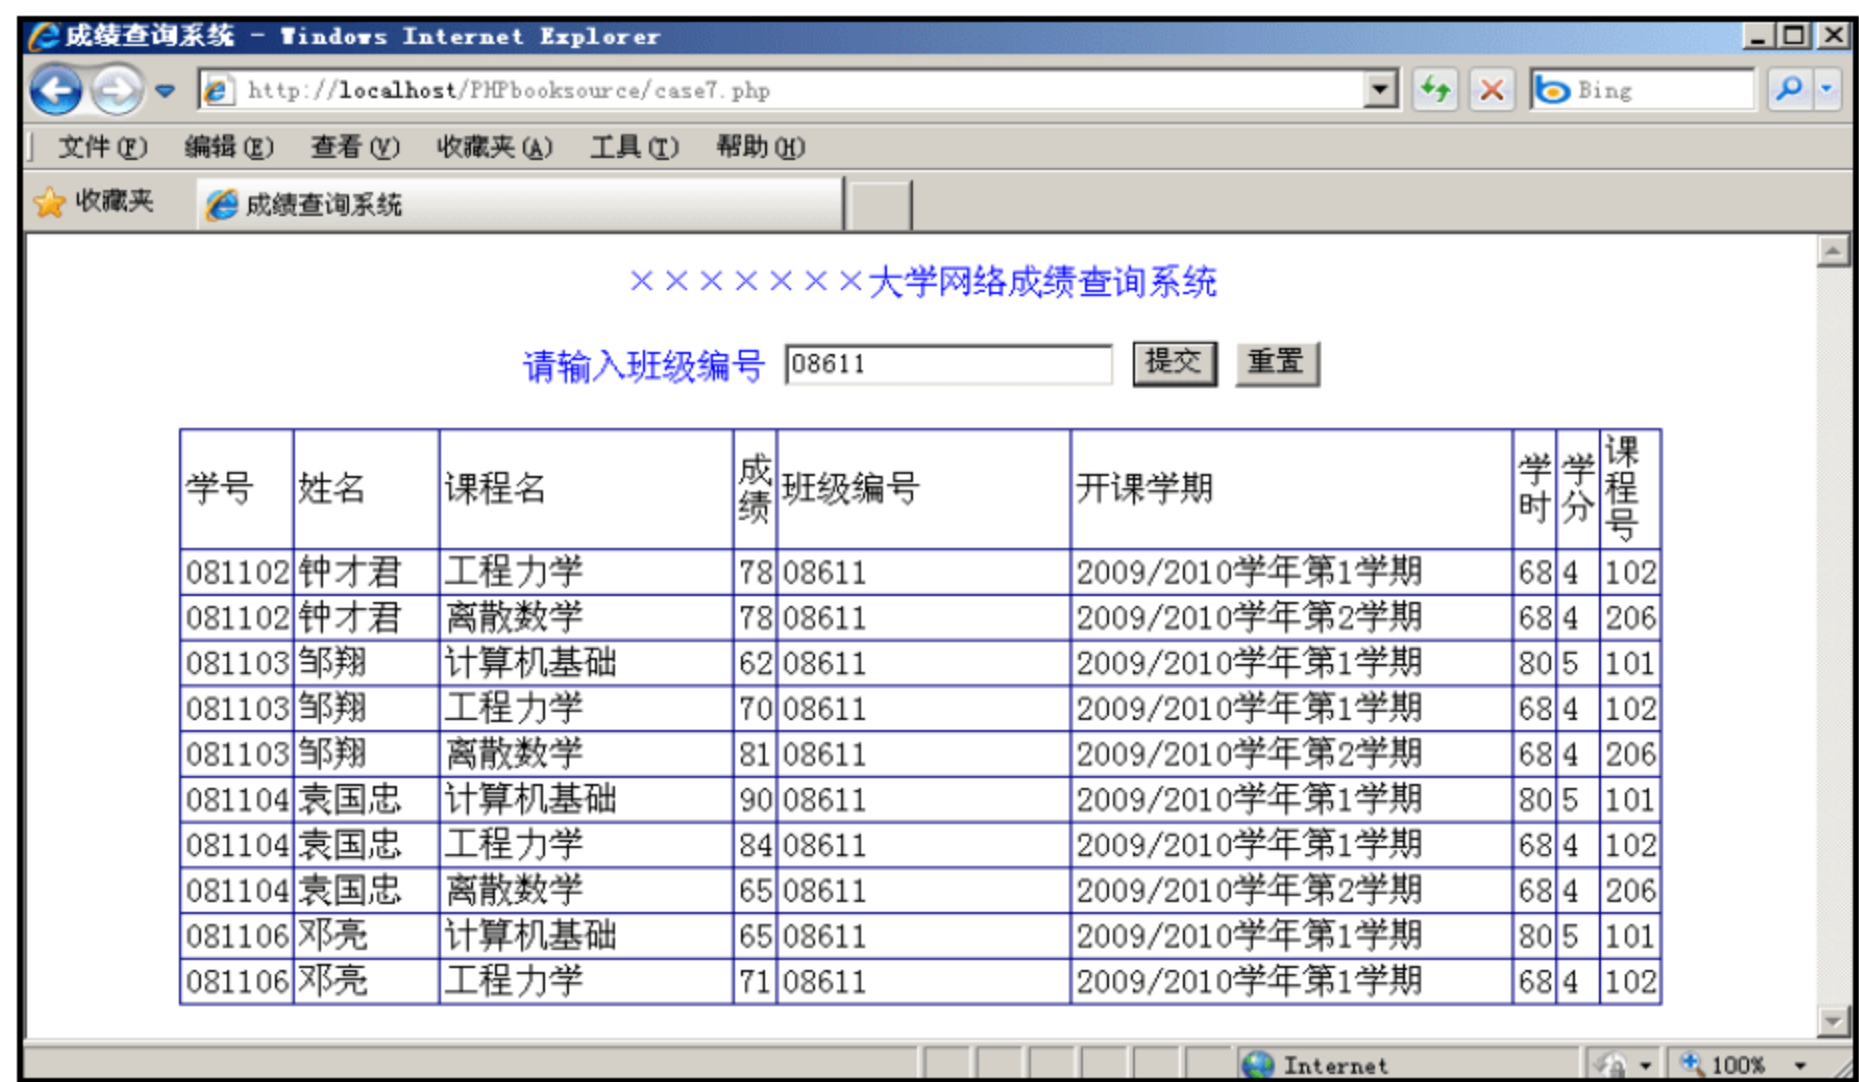 成绩查询系统 - Windows Internet Explorer
http://localhost/PHPbooksource/case7.php
Bing
文件(F) 编辑(E) 查看(V) 收藏夹(A) 工具(T) 帮助(H)
收藏夹 成绩查询系统
×××××××大学网络成绩查询系统
请输入班级编号 08611 提交 重置
学号 姓名 课程名 成绩 班级编号 开课学期 学时 学分 课程号
081102 钟才君 工程力学 78 08611 2009/2010学年第1学期 68 4 102
081102 钟才君 离散数学 78 08611 2009/2010学年第2学期 68 4 206
081103 邹翔 计算机基础 62 08611 2009/2010学年第1学期 80 5 101
081103 邹翔 工程力学 70 08611 2009/2010学年第1学期 68 4 102
081103 邹翔 离散数学 81 08611 2009/2010学年第2学期 68 4 206
081104 袁国忠 计算机基础 90 08611 2009/2010学年第1学期 80 5 101
081104 袁国忠 工程力学 84 08611 2009/2010学年第1学期 68 4 102
081104 袁国忠 离散数学 65 08611 2009/2010学年第2学期 68 4 206
081106 邓亮 计算机基础 65 08611 2009/2010学年第1学期 80 5 101
081106 邓亮 工程力学 71 08611 2009/2010学年第1学期 68 4 102
Internet 100%